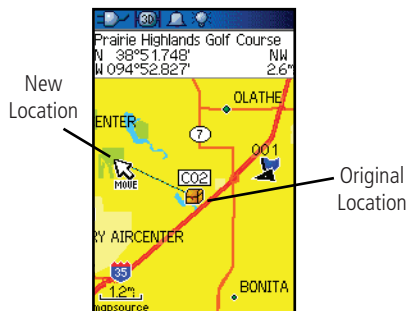 3D
Prairie Highlands Golf Course
N 38°51.748' NW
W 094°52.827' 2.6m
New
Location
OLATHE
ENTER
7
001
MOVE
C02
Original
Location
RY AIRCENTER
35
1.2m
BONITA
mapsource